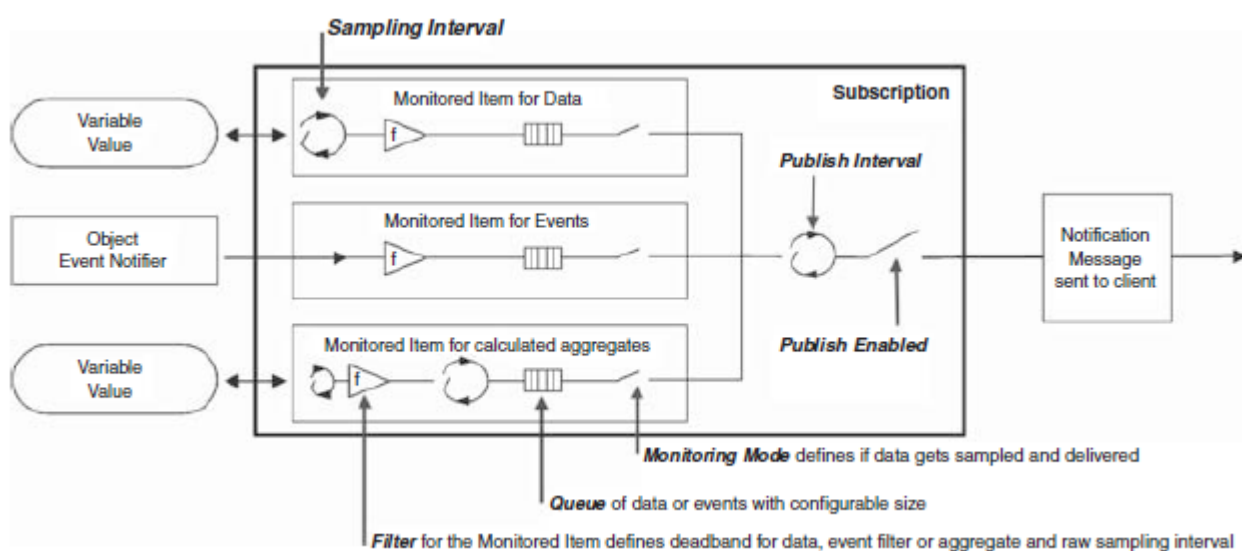 Sampling Interval
Monitored Item for Data
Subscription
Variable
Value
f
Publish Interval
Monitored Item for Events
Object
Event Notifier
f
Notification
Message
sent to client
Monitored Item for calculated aggregates
Publish Enabled
Variable
Value
f
Monitoring Mode defines if data gets sampled and delivered
Queue of data or events with configurable size
Filter for the Monitored Item defines deadband for data, event filter or aggregate and raw sampling interval